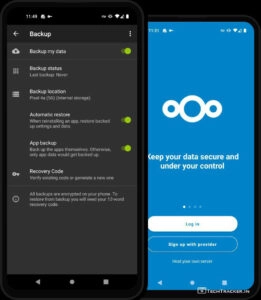 11:49
Backup
Backup my data
Backup status
Last backup: Never
Backup location
Pixel 4a (5G) (Internal storage)
Automatic restore
When reinstalling an app, restore backed
up settings and data
App backup
Back up the apps themselves. Otherwise,
only app data would get backed up
Recovery Code
Verify existing code or generate a new one
All backups are encrypted on your phone. To
restore from backup you will need your 12-word
recovery code.
11:31
Keep your data secure and
under your control
Log in
Sign up with provider
Host your own server
TECHTRACKER.IN